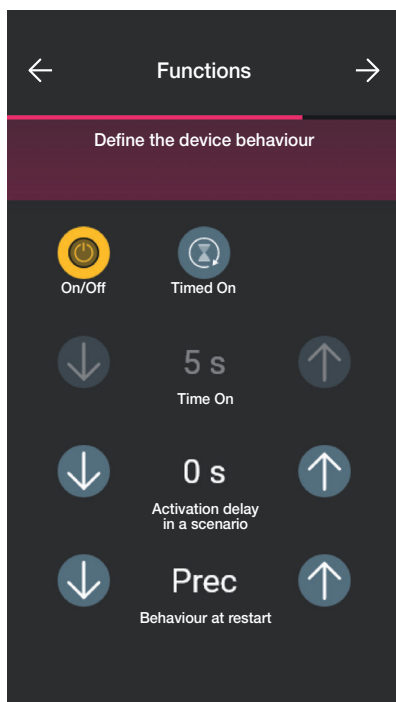 Functions
Define the device behaviour
On/Off
Timed On
5 s
Time On
0 s
Activation delay
in a scenario
Prec
Behaviour at restart